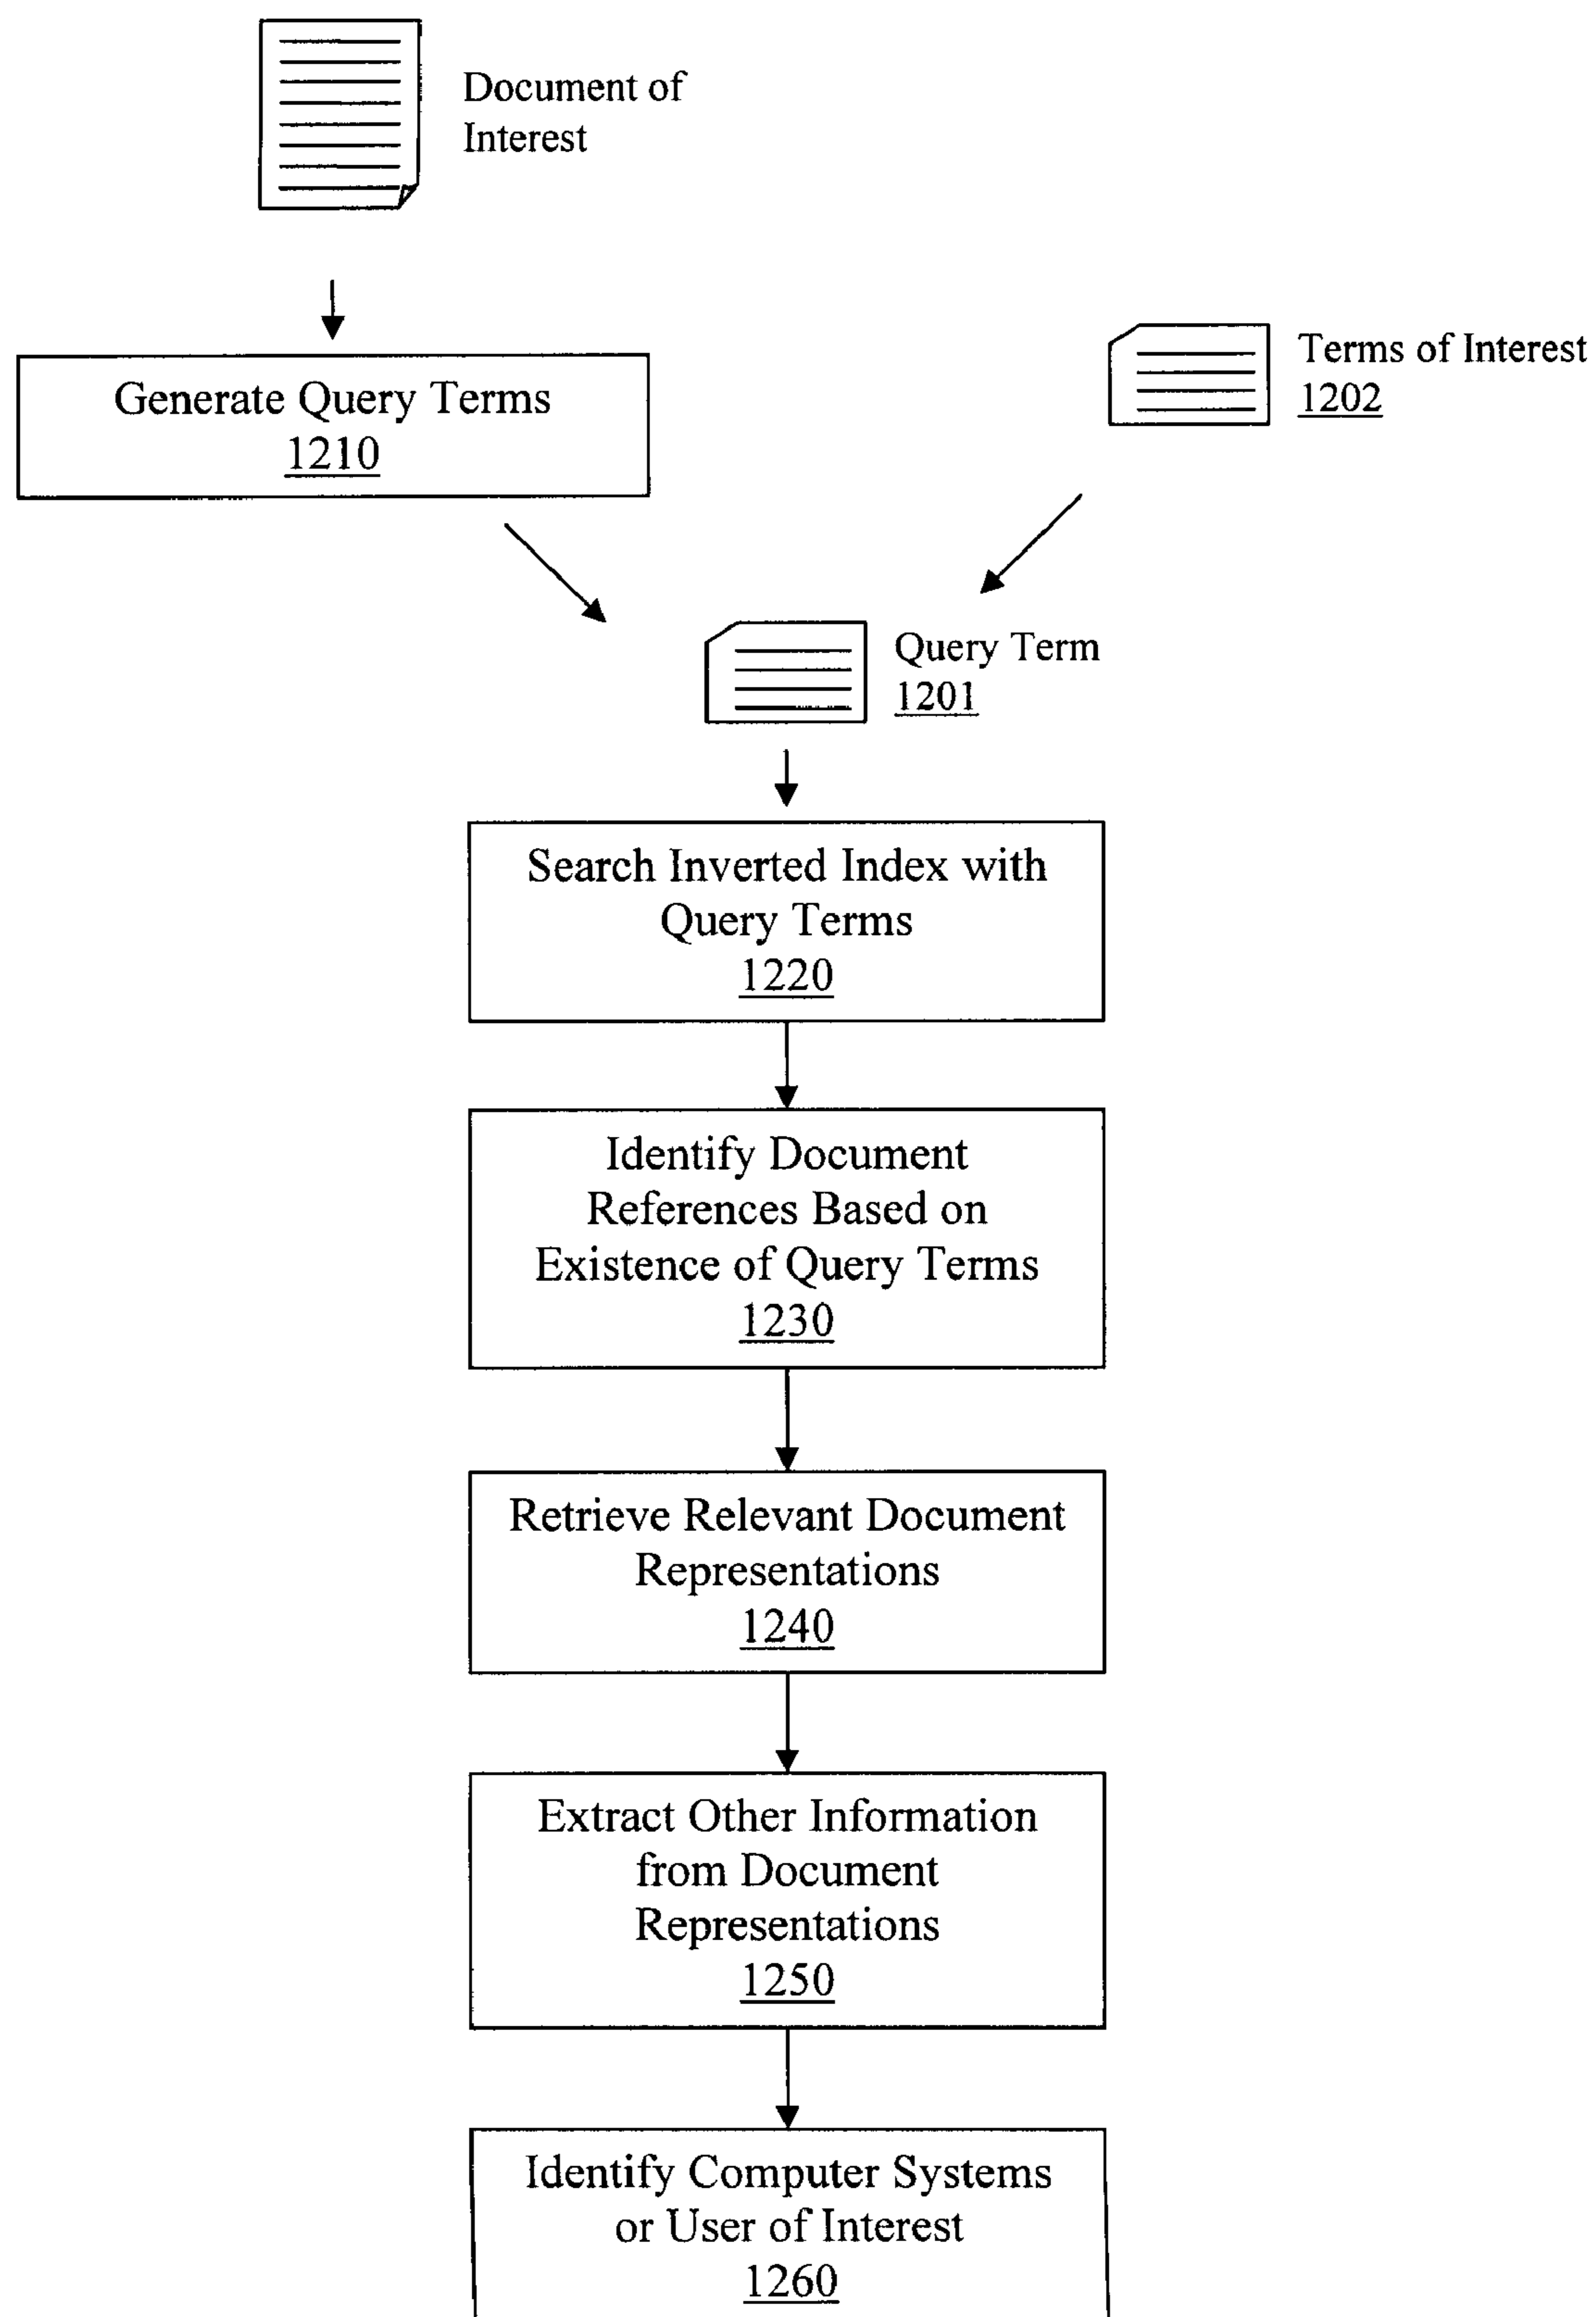 Document of
Interest
Generate Query Terms
1210
Terms of Interest
1202
Query Term
1201
Search Inverted Index with
Query Terms
1220
Identify Document
References Based on
Existence of Query Terms
1230
Retrieve Relevant Document
Representations
1240
Extract Other Information
from Document
Representations
1250
Identify Computer Systems
or User of Interest
1260